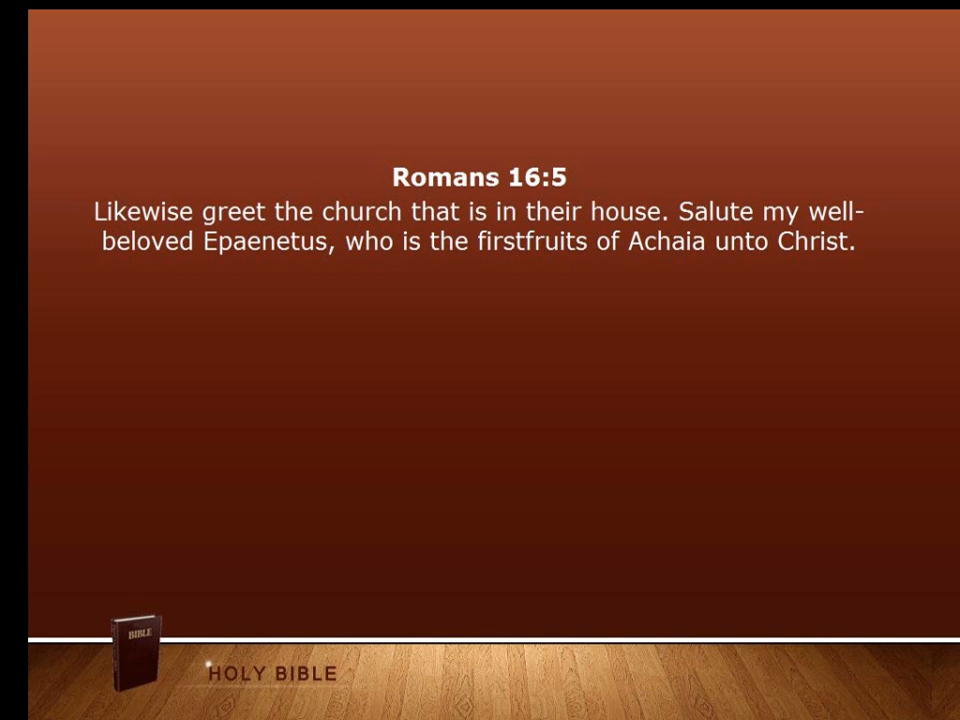 Romans 16:5
Likewise greet the church that is in their house. Salute my well-
beloved Epaenetus, who is the firstfruits of Achaia unto Christ.
BIBLE
HOLY BIBLE